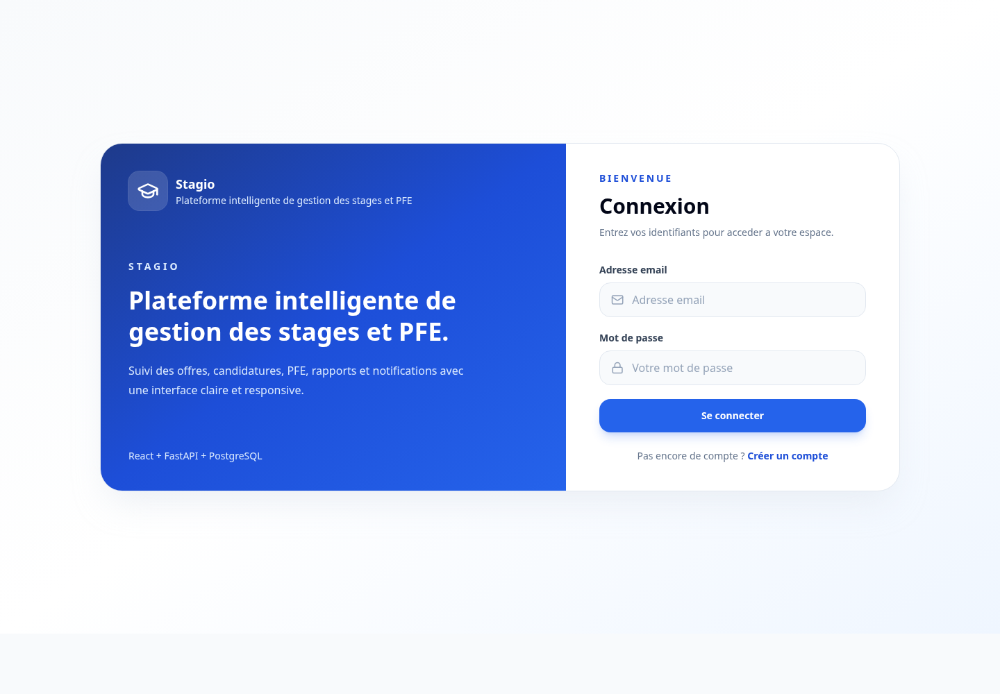 Stagio
Plateforme intelligente de gestion des stages et PFE
STAGIO
Plateforme intelligente de
gestion des stages et PFE.
Suivi des offres, candidatures, PFE, rapports et notifications avec
une interface claire et responsive.
React + FastAPI + PostgreSQL
BIENVENUE
Connexion
Entrez vos identifiants pour acceder a votre espace.
Adresse email
Adresse email
Mot de passe
Votre mot de passe
Se connecter
Pas encore de compte ? Créer un compte